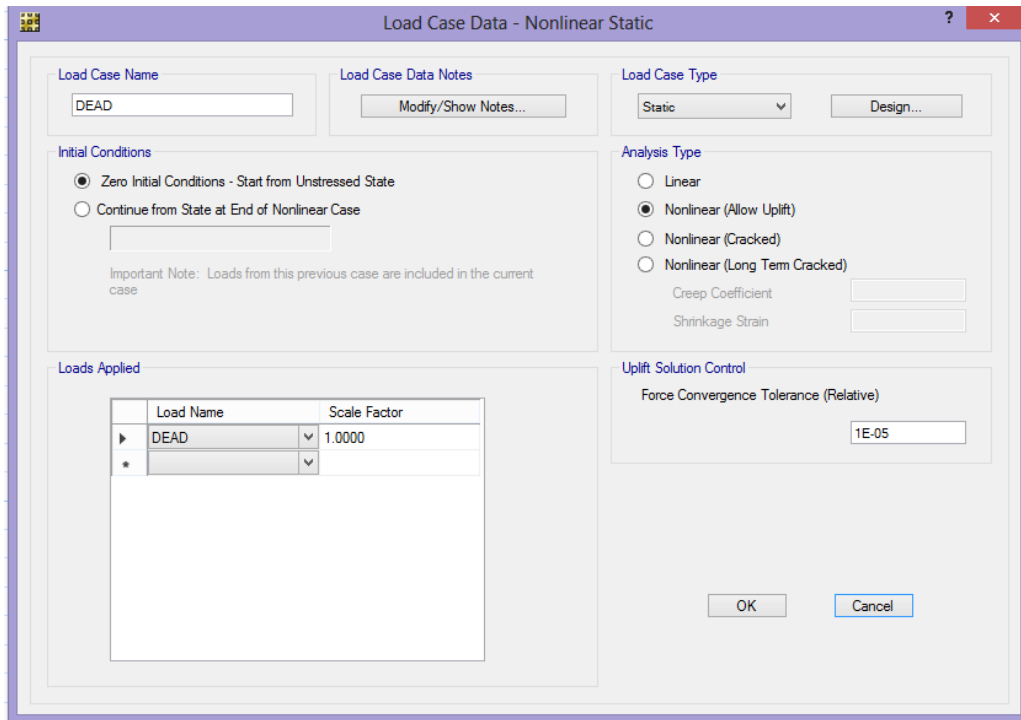 Load Case Data - Nonlinear Static
?
×
Load Case Name
DEAD
Load Case Data Notes
Modify/Show Notes...
Load Case Type
Static
Design...
Initial Conditions
Zero Initial Conditions - Start from Unstressed State
Continue from State at End of Nonlinear Case
Important Note: Loads from this previous case are included in the current
case
Analysis Type
Linear
Nonlinear (Allow Uplift)
Nonlinear (Cracked)
Nonlinear (Long Term Cracked)
Creep Coefficient
Shrinkage Strain
Loads Applied
Load Name Scale Factor
DEAD 1.0000
*
Uplift Solution Control
Force Convergence Tolerance (Relative)
1E-05
OK
Cancel